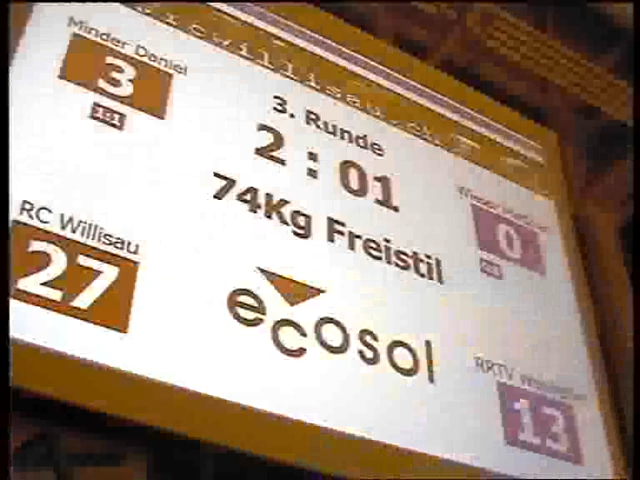 Minder Daniel
3
3. Runde
2 : 01
74Kg Freistil
0
RC Willisau
27
ecosol
RRTV
13